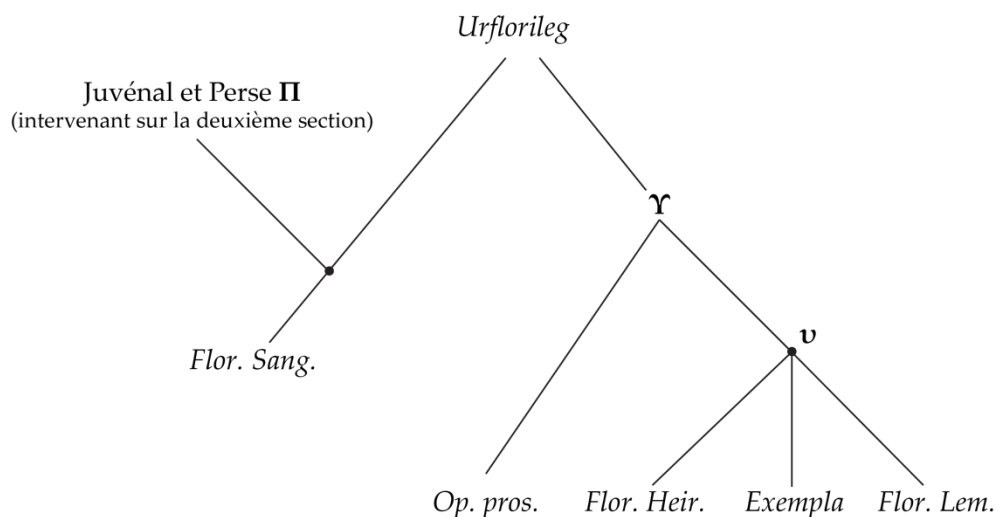 Urflorileg
Juvénal et Perse Π
(intervenant sur la deuxième section)
ϒ
υ
Flor. Sang.
Op. pros.
Flor. Heir.
Exempla
Flor. Lem.